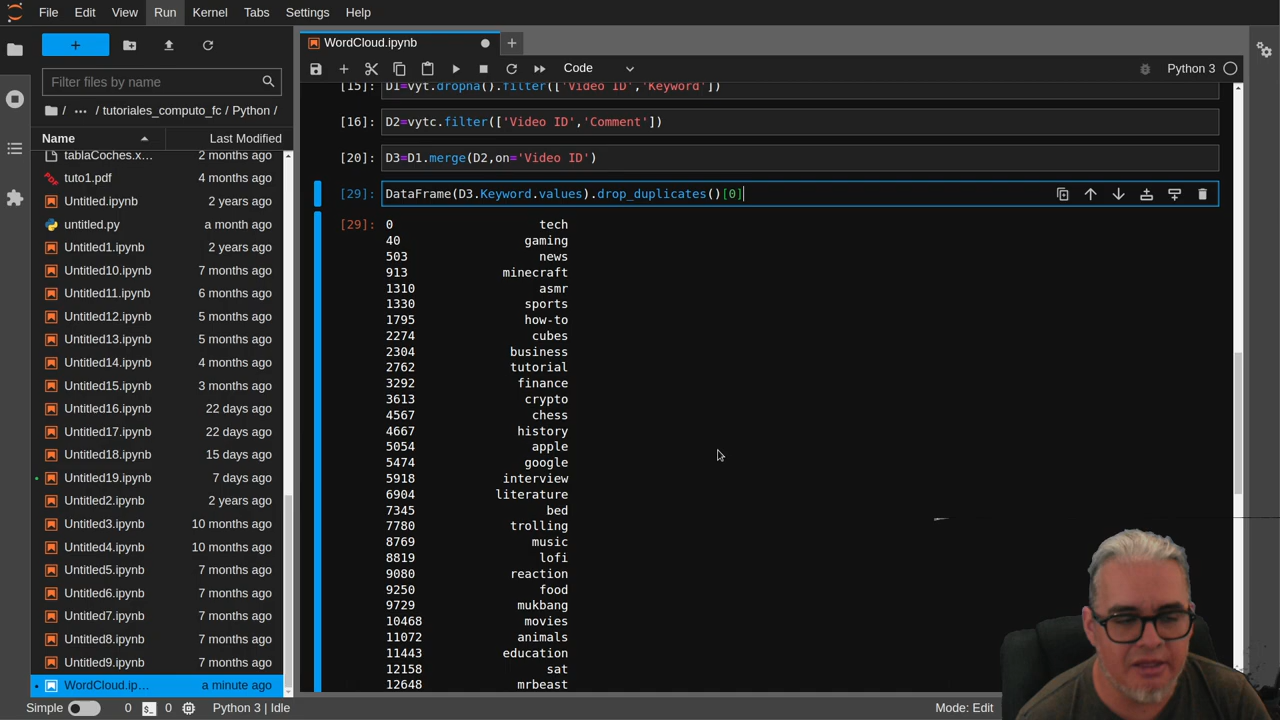 File Edit View Run Kernel Tabs Settings Help
WordCloud.ipynb
Filter files by name
Code
Python 3
/ ... / tutoriales_computo_fc / Python /
Name Last Modified
tablaCoches.x... 2 months ago
tuto1.pdf 4 months ago
Untitled.ipynb 2 years ago
untitled.py a month ago
Untitled1.ipynb 2 years ago
Untitled10.ipynb 7 months ago
Untitled11.ipynb 6 months ago
Untitled12.ipynb 5 months ago
Untitled13.ipynb 5 months ago
Untitled14.ipynb 4 months ago
Untitled15.ipynb 3 months ago
Untitled16.ipynb 22 days ago
Untitled17.ipynb 22 days ago
Untitled18.ipynb 15 days ago
Untitled19.ipynb 7 days ago
Untitled2.ipynb 2 years ago
Untitled3.ipynb 10 months ago
Untitled4.ipynb 10 months ago
Untitled5.ipynb 7 months ago
Untitled6.ipynb 7 months ago
Untitled7.ipynb 7 months ago
Untitled8.ipynb 7 months ago
Untitled9.ipynb 7 months ago
WordCloud.ip... a minute ago
[15]: D1=vyt.dropna().filter(['Video ID','Keyword'])
[16]: D2=vytc.filter(['Video ID','Comment'])
[20]: D3=D1.merge(D2,on='Video ID')
[29]: DataFrame(D3.Keyword.values).drop_duplicates()[0]
[29]: 0 tech
40 gaming
503 news
913 minecraft
1310 asmr
1330 sports
1795 how-to
2274 cubes
2304 business
2762 tutorial
3292 finance
3613 crypto
4567 chess
4667 history
5054 apple
5474 google
5918 interview
6904 literature
7345 bed
7780 trolling
8769 music
8819 lofi
9080 reaction
9250 food
9729 mukbang
10468 movies
11072 animals
11443 education
12158 sat
12648 mrbeast
Simple 0 0 Python 3 | Idle Mode: Edit